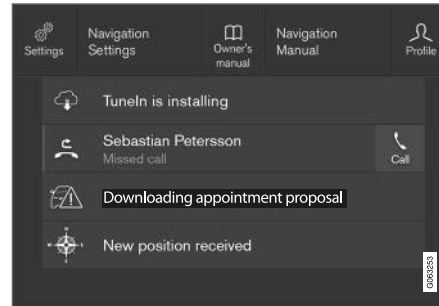 Settings
Navigation
Settings
Owner's
manual
Navigation
Manual
Profile
TuneIn is installing
Sebastian Petersson
Missed call
Call
Downloading appointment proposal
New position received
G063253